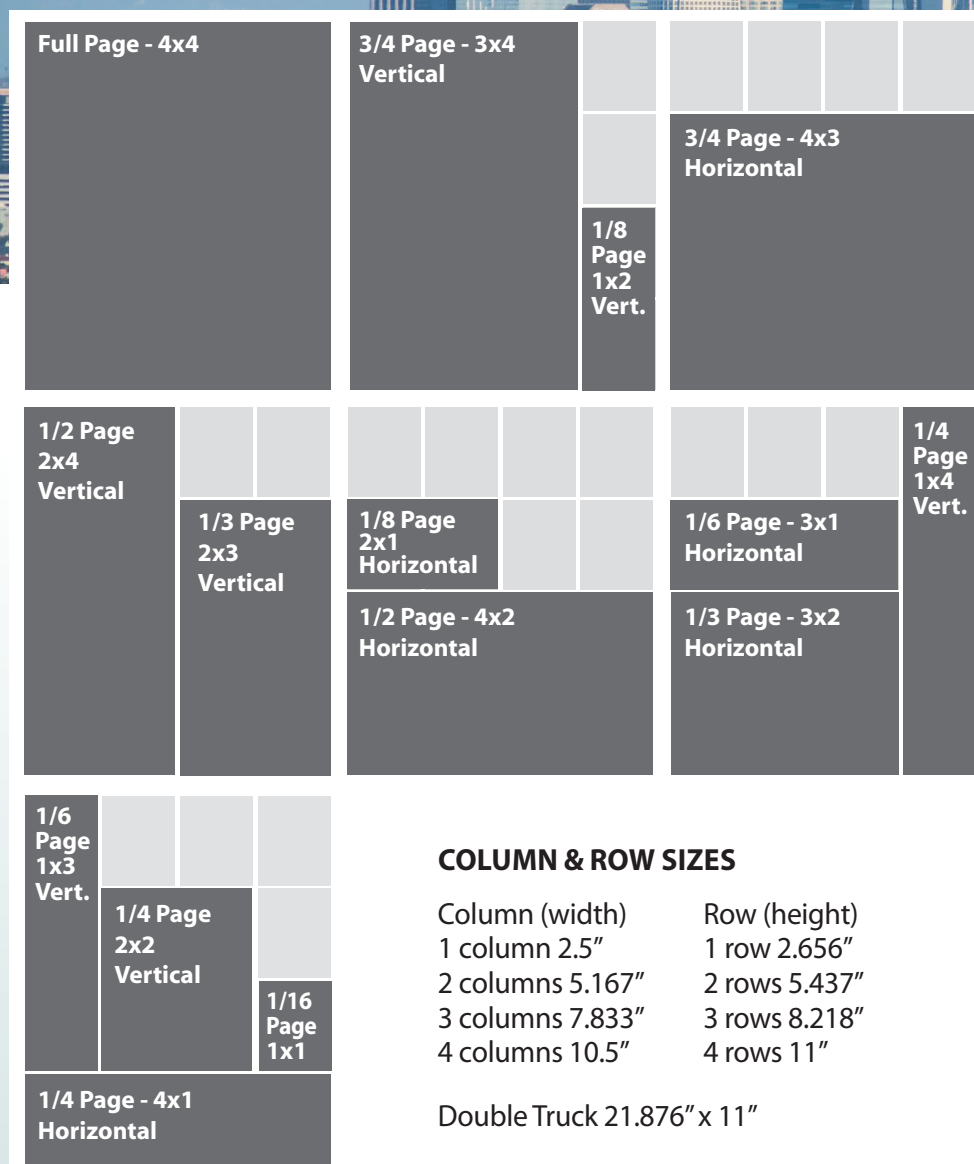 Full Page - 4x4
3/4 Page - 3x4
Vertical
1/8
Page
1x2
Vert.
3/4 Page - 4x3
Horizontal
1/2 Page
2x4
Vertical
1/3 Page
2x3
Vertical
1/8 Page
2x1
Horizontal
1/2 Page - 4x2
Horizontal
1/6 Page - 3x1
Horizontal
1/3 Page - 3x2
Horizontal
1/4
Page
1x4
Vert.
1/6
Page
1x3
Vert.
1/4 Page
2x2
Vertical
1/16
Page
1x1
1/4 Page - 4x1
Horizontal
COLUMN & ROW SIZES
Column (width)
1 column 2.5”
2 columns 5.167”
3 columns 7.833”
4 columns 10.5”
Row (height)
1 row 2.656”
2 rows 5.437”
3 rows 8.218”
4 rows 11”
Double Truck 21.876” x 11”